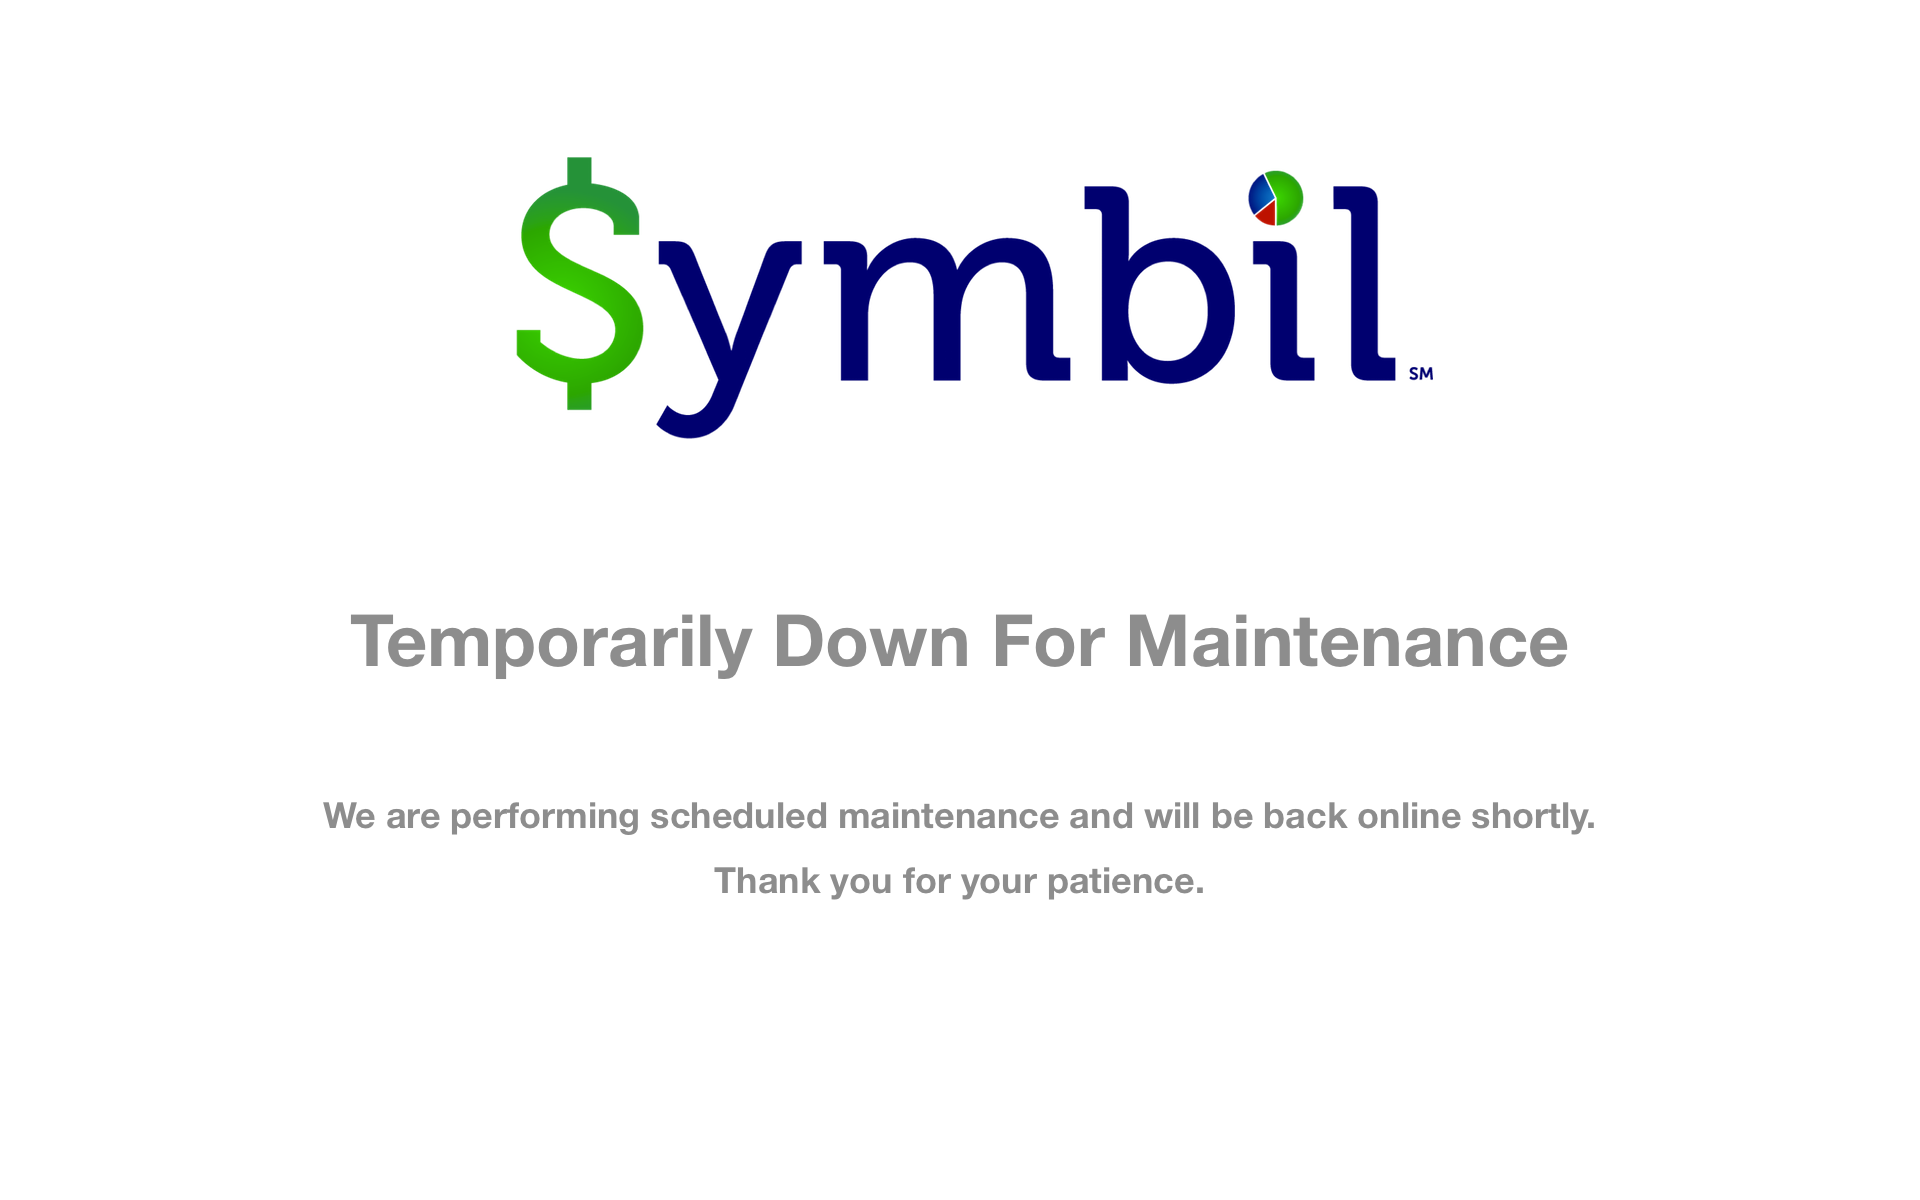 $ymbil SM
Temporarily Down For Maintenance
We are performing scheduled maintenance and will be back online shortly.
Thank you for your patience.